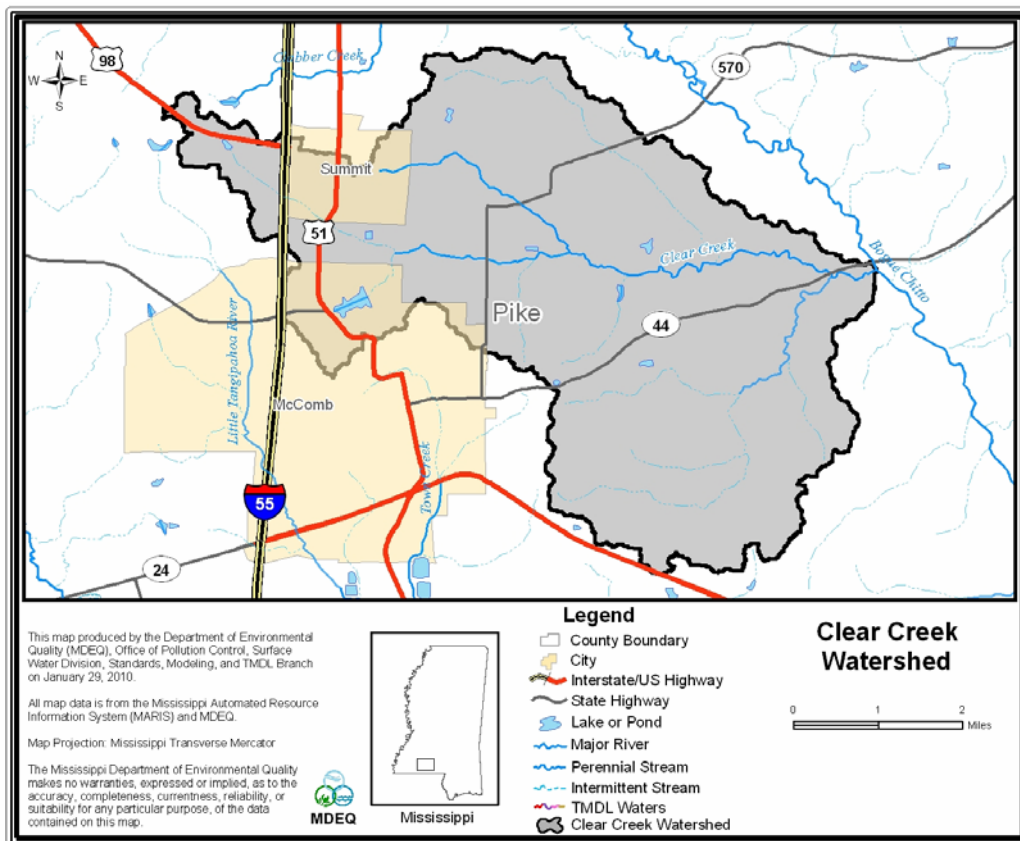 N
W E
S
98
Clabber Creek
570
Summit
51
Clear Creek
Bogue Chitto
Pike
44
Little Tangipahoa River
McComb
Town Creek
55
24
This map produced by the Department of Environmental
Quality (MDEQ), Office of Pollution Control, Surface
Water Division, Standards, Modeling, and TMDL Branch
on January 29, 2010.
All map data is from the Mississippi Automated Resource
Information System (MARIS) and MDEQ.
Map Projection: Mississippi Transverse Mercator
The Mississippi Department of Environmental Quality
makes no warranties, expressed or implied, as to the
accuracy, completeness, currentness, reliability, or
suitability for any particular purpose, of the data
contained on this map.
MDEQ
Mississippi
Legend
County Boundary
City
Interstate/US Highway
State Highway
Lake or Pond
Major River
Perennial Stream
Intermittent Stream
TMDL Waters
Clear Creek Watershed
Clear Creek
Watershed
0 1 2
Miles